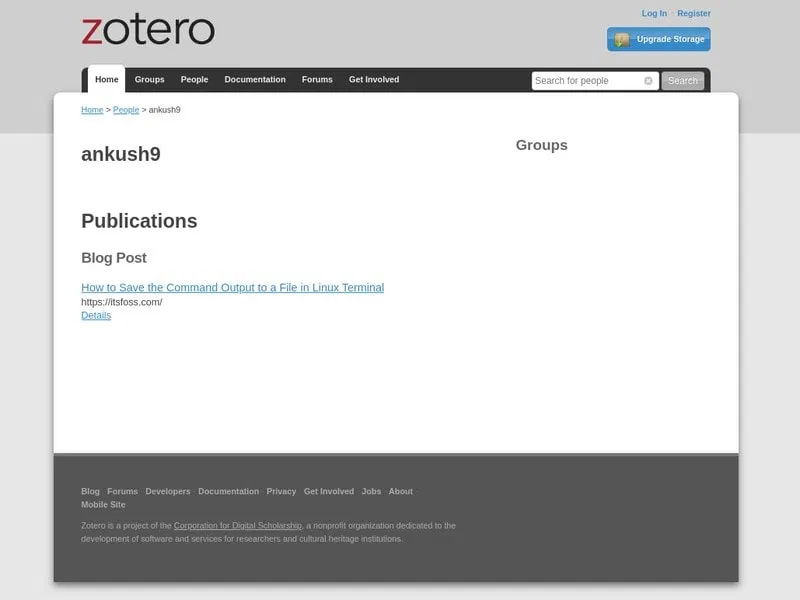 zotero
Log In · Register
Upgrade Storage
Home Groups People Documentation Forums Get Involved
Search for people
Search
Home > People > ankush9
ankush9
Groups
Publications
Blog Post
How to Save the Command Output to a File in Linux Terminal
https://itsfoss.com/
Details
Blog Forums Developers Documentation Privacy Get Involved Jobs About
Mobile Site
Zotero is a project of the Corporation for Digital Scholarship, a nonprofit organization dedicated to the
development of software and services for researchers and cultural heritage institutions.